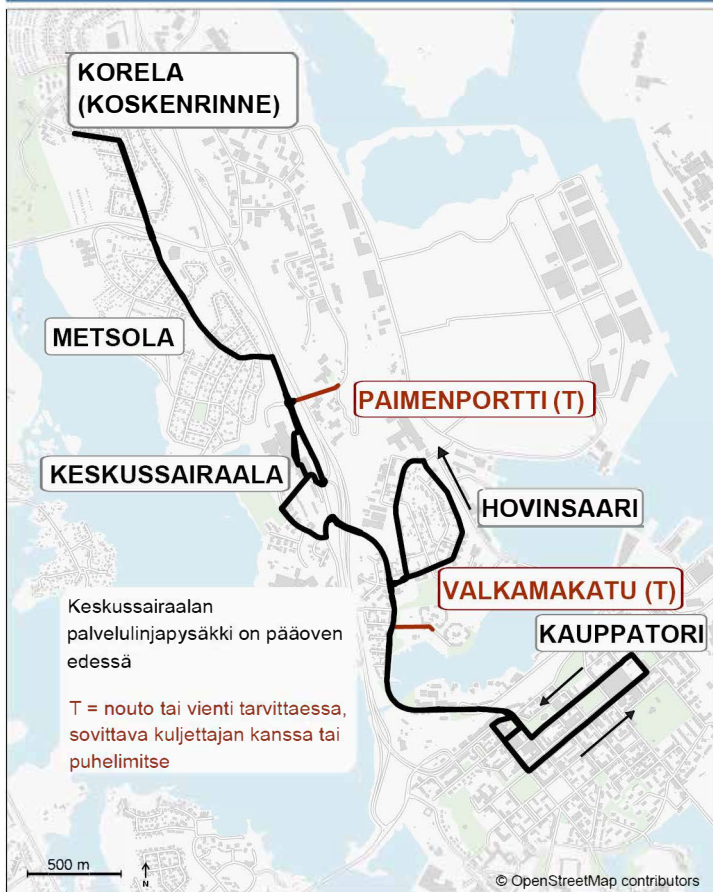 KORELA
(KOSKENRINNE)
METSOLA
PAIMENPORTTI (T)
KESKUSSAIRAALA
HOVINSAARI
VALKAMAKATU (T)
KAUPPATORI
Keskussairaalan
palvelulinjapysäkki on pääoven
edessä
T = nouto tai vienti tarvittaessa,
sovittava kuljettajan kanssa tai
puhelimitse
500 m
N
© OpenStreetMap contributors